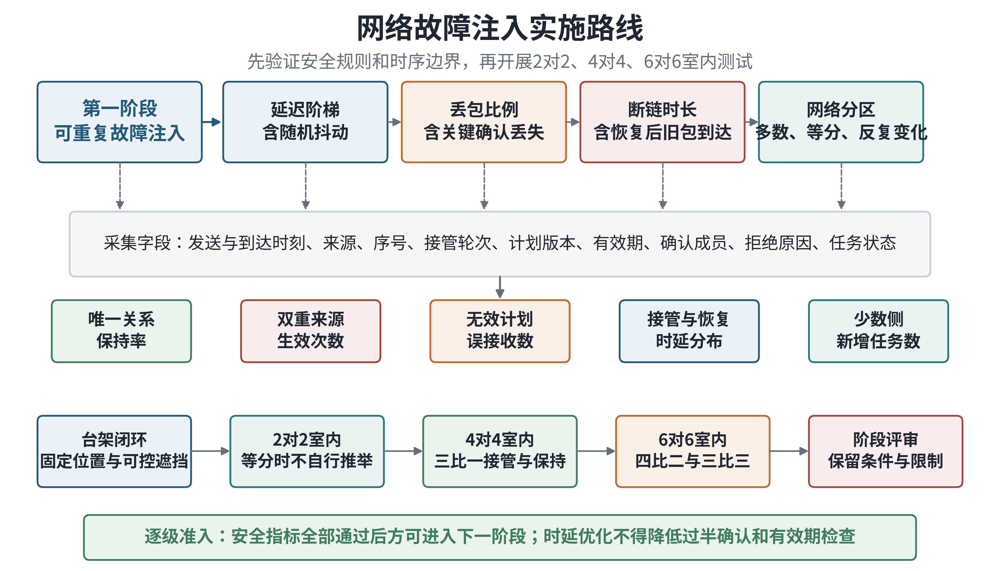 网络故障注入实施路线
先验证安全规则和时序边界，再开展2对2、4对4、6对6室内测试
第一阶段
可重复故障注入
延迟阶梯
含随机抖动
丢包比例
含关键确认丢失
断链时长
含恢复后旧包到达
网络分区
多数、等分、反复变化
采集字段：发送与到达时刻、来源、序号、接管轮次、计划版本、有效期、确认成员、拒绝原因、任务状态
唯一关系
保持率
双重来源
生效次数
无效计划
误接收数
接管与恢复
时延分布
少数侧
新增任务数
台架闭环
固定位置与可控遮挡
2对2室内
等分时不自行推举
4对4室内
三比一接管与保持
6对6室内
四比二与三比三
阶段评审
保留条件与限制
逐级准入：安全指标全部通过后方可进入下一阶段；时延优化不得降低过半确认和有效期检查